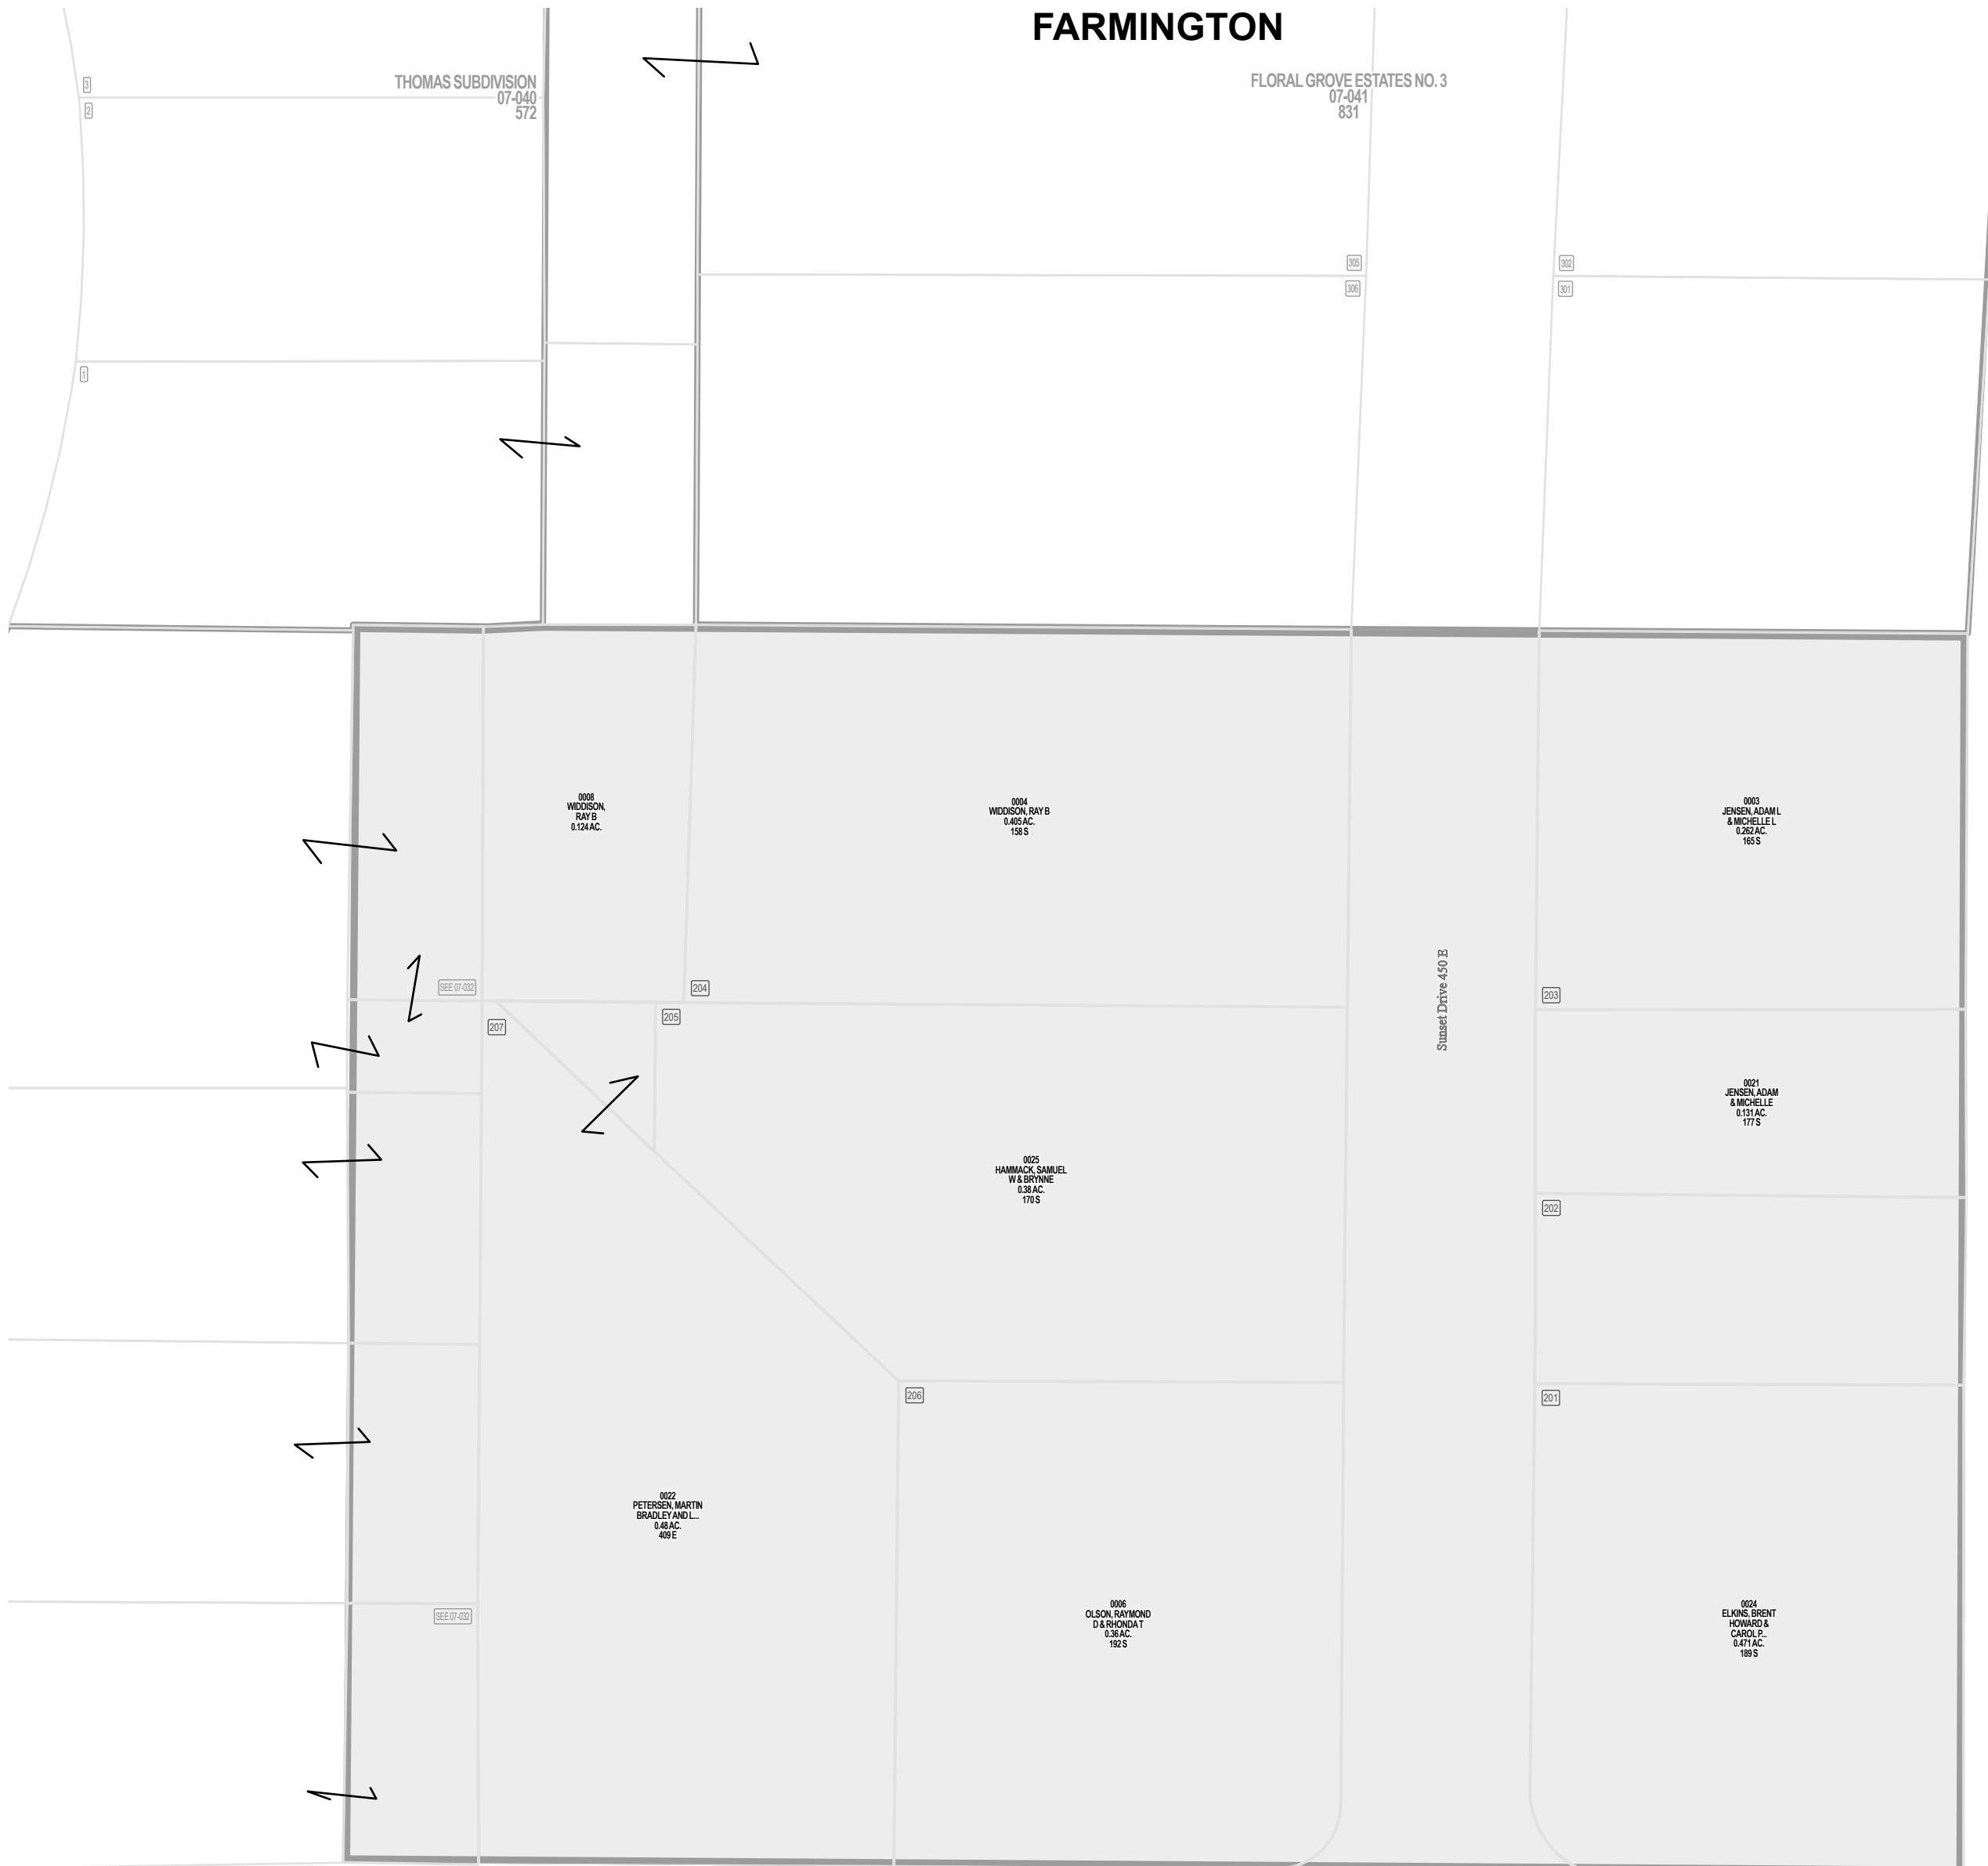 FARMINGTON
THOMAS SUBDIVISION
07-040
572
FLORAL GROVE ESTATES NO. 3
07-041
831
3
2
305
306
302
301
1
0008
WIDDISON,
RAY B
0.124 AC.
0004
WIDDISON, RAY B
0.405 AC.
158 S
0003
JENSEN, ADAM L
& MICHELLE L
0.262 AC.
165 S
SEE 07-032
204
203
207
205
Sunset Drive 450 E
0021
JENSEN, ADAM
& MICHELLE
0.131 AC.
177 S
0025
HAMMACK, SAMUEL
W & BRYNNE
0.38 AC.
170 S
202
206
201
0022
PETERSEN, MARTIN
BRADLEY AND L...
0.48 AC.
409 E
SEE 07-032
0006
OLSON, RAYMOND
D & RHONDA T
0.36 AC.
192 S
0024
ELKINS, BRENT
HOWARD &
CAROL P...
0.471 AC.
189 S